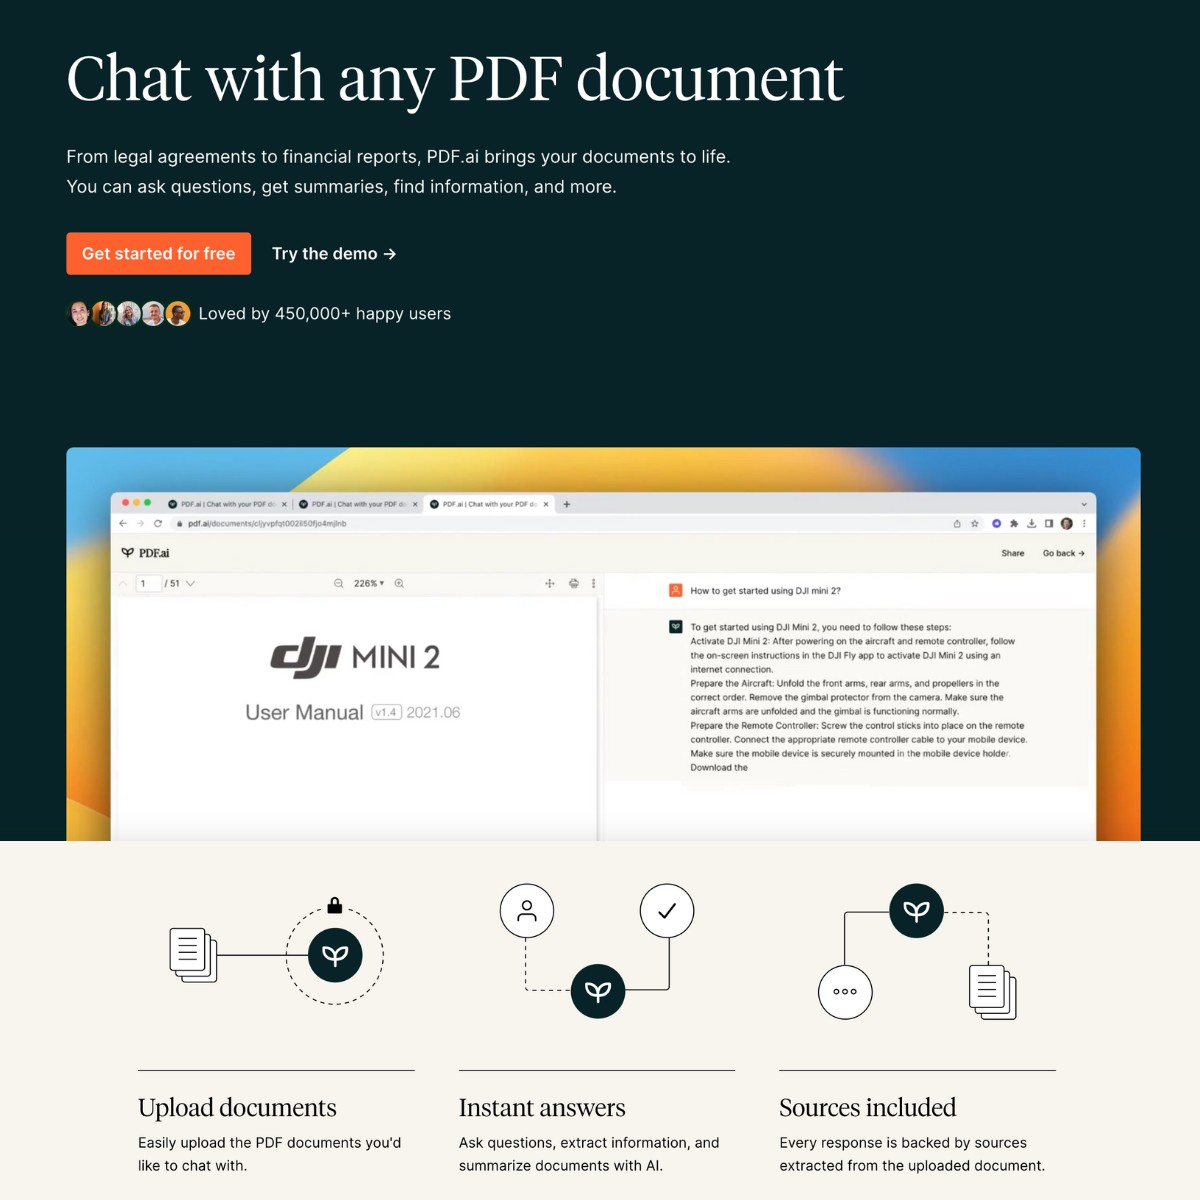 Chat with any PDF document
From legal agreements to financial reports, PDF.ai brings your documents to life.
You can ask questions, get summaries, find information, and more.
Get started for free
Try the demo →
Loved by 450,000+ happy users
PDF.ai | Chat with your PDF do
PDF.ai | Chat with your PDF do
PDF.ai | Chat with your PDF do
PDF.ai
Share
Go back →
1 / 51
226%
dji MINI 2
User Manual v1.4 2021.06
How to get started using DJI mini 2?
To get started using DJI Mini 2, you need to follow these steps:
Activate DJI Mini 2: After powering on the aircraft and remote controller, follow
the on-screen instructions in the DJI Fly app to activate DJI Mini 2 using an
internet connection.
Prepare the Aircraft: Unfold the front arms, rear arms, and propellers in the
correct order. Remove the gimbal protector from the camera. Make sure the
aircraft arms are unfolded and the gimbal is functioning normally.
Prepare the Remote Controller: Screw the control sticks into place on the remote
controller. Connect the appropriate remote controller cable to your mobile device.
Make sure the mobile device is securely mounted in the mobile device holder.
Download the
Upload documents
Easily upload the PDF documents you'd
like to chat with.
Instant answers
Ask questions, extract information, and
summarize documents with AI.
Sources included
Every response is backed by sources
extracted from the uploaded document.